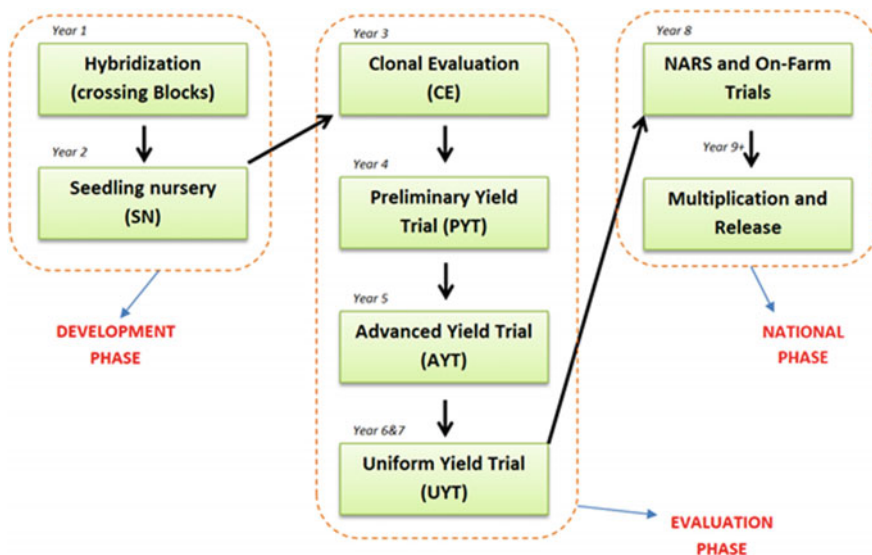 Year 1
Hybridization
(crossing Blocks)
Year 2
Seedling nursery
(SN)
DEVELOPMENT
PHASE
Year 3
Clonal Evaluation
(CE)
Year 4
Preliminary Yield
Trial (PYT)
Year 5
Advanced Yield Trial
(AYT)
Year 6&7
Uniform Yield Trial
(UYT)
EVALUATION
PHASE
Year 8
NARS and On-Farm
Trials
Year 9+
Multiplication and
Release
NATIONAL
PHASE